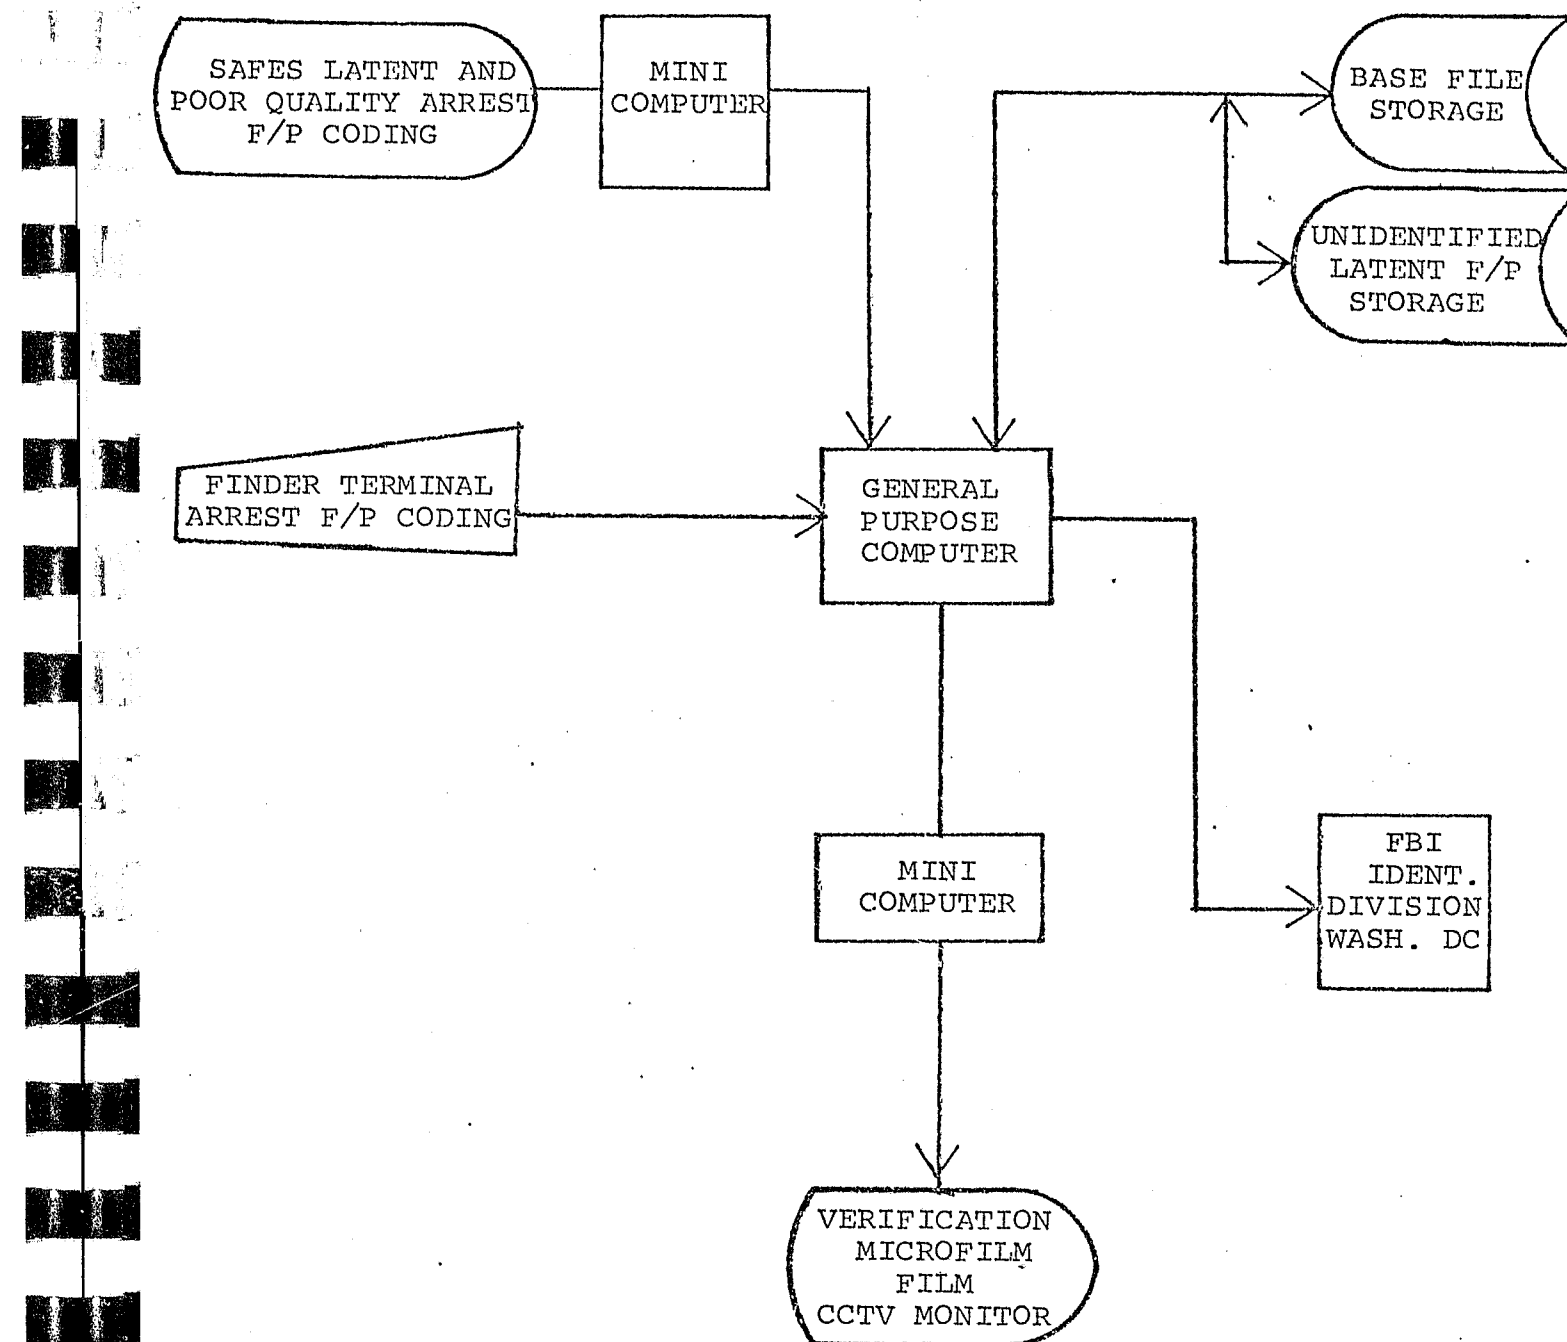 SAFES LATENT AND
POOR QUALITY ARREST
F/P CODING
MINI
COMPUTER
BASE FILE
STORAGE
UNIDENTIFIED
LATENT F/P
STORAGE
FINDER TERMINAL
ARREST F/P CODING
GENERAL
PURPOSE
COMPUTER
MINI
COMPUTER
FBI
IDENT.
DIVISION
WASH. DC
VERIFICATION
MICROFILM
FILM
CCTV MONITOR